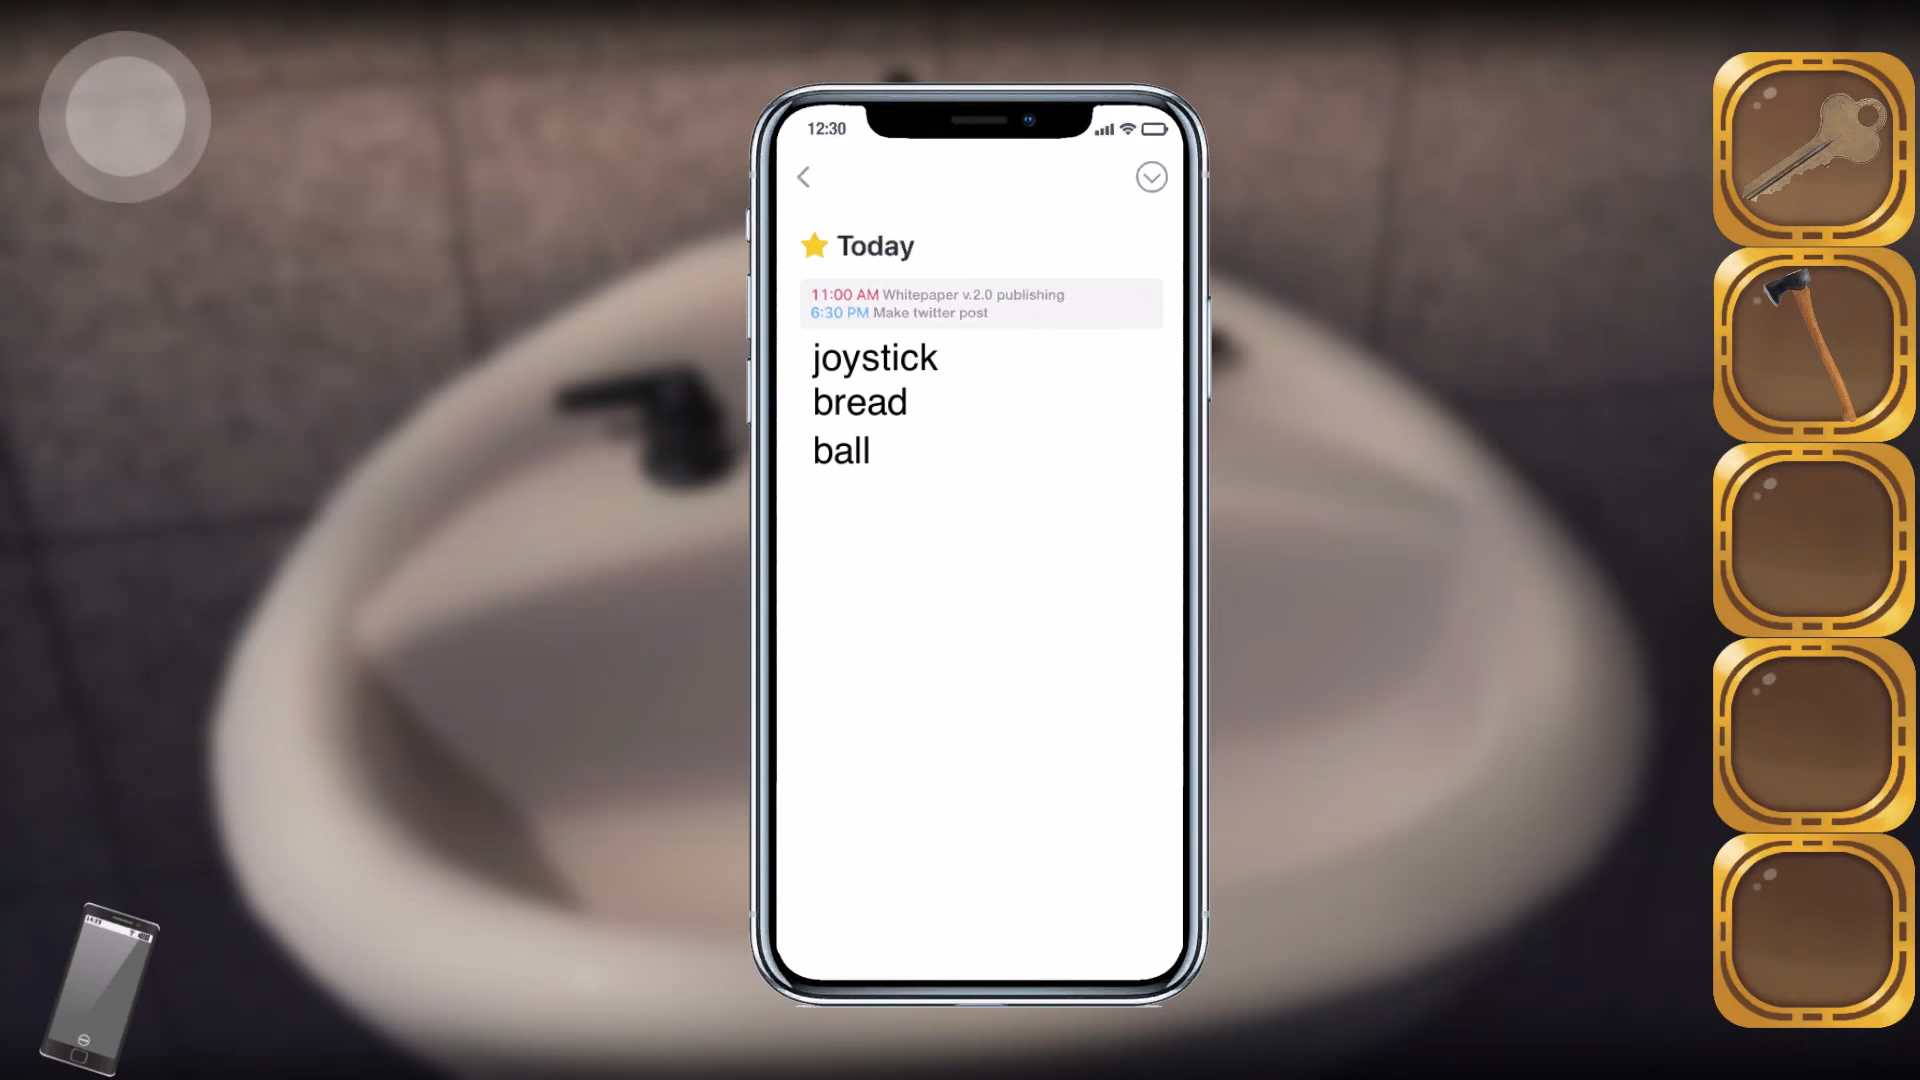 12:30
Today
11:00 AM Whitepaper v.2.0 publishing
6:30 PM Make twitter post
joystick
bread
ball